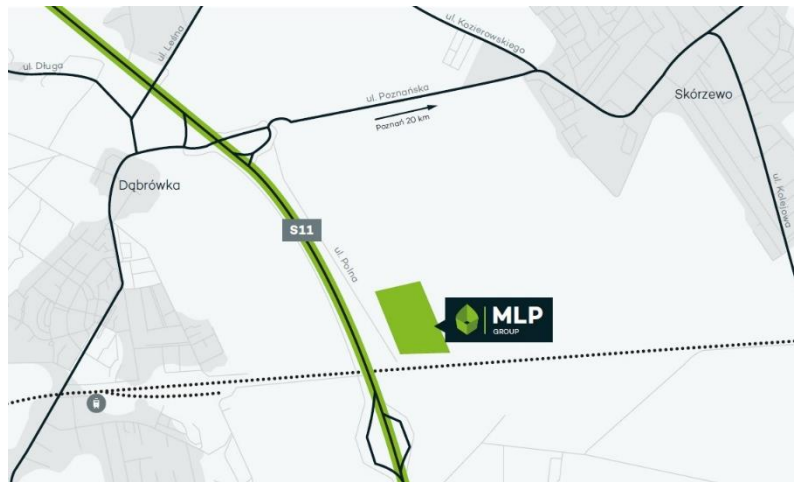 ul. Kozierowskiego
ul. Leśna
ul. Długa
ul. Poznańska
Skórzewo
Poznań 20 km
Dąbrówka
ul. Kolejowa
S11
ul. Polna
MLP
GROUP